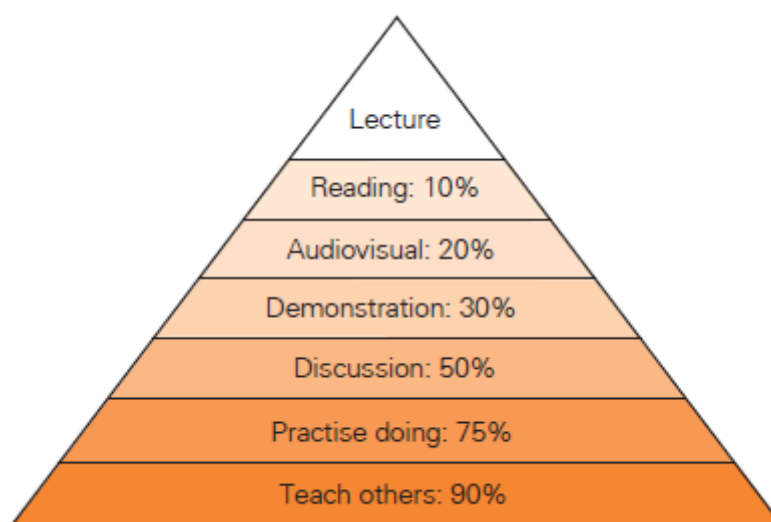 Lecture
Reading: 10%
Audiovisual: 20%
Demonstration: 30%
Discussion: 50%
Practise doing: 75%
Teach others: 90%